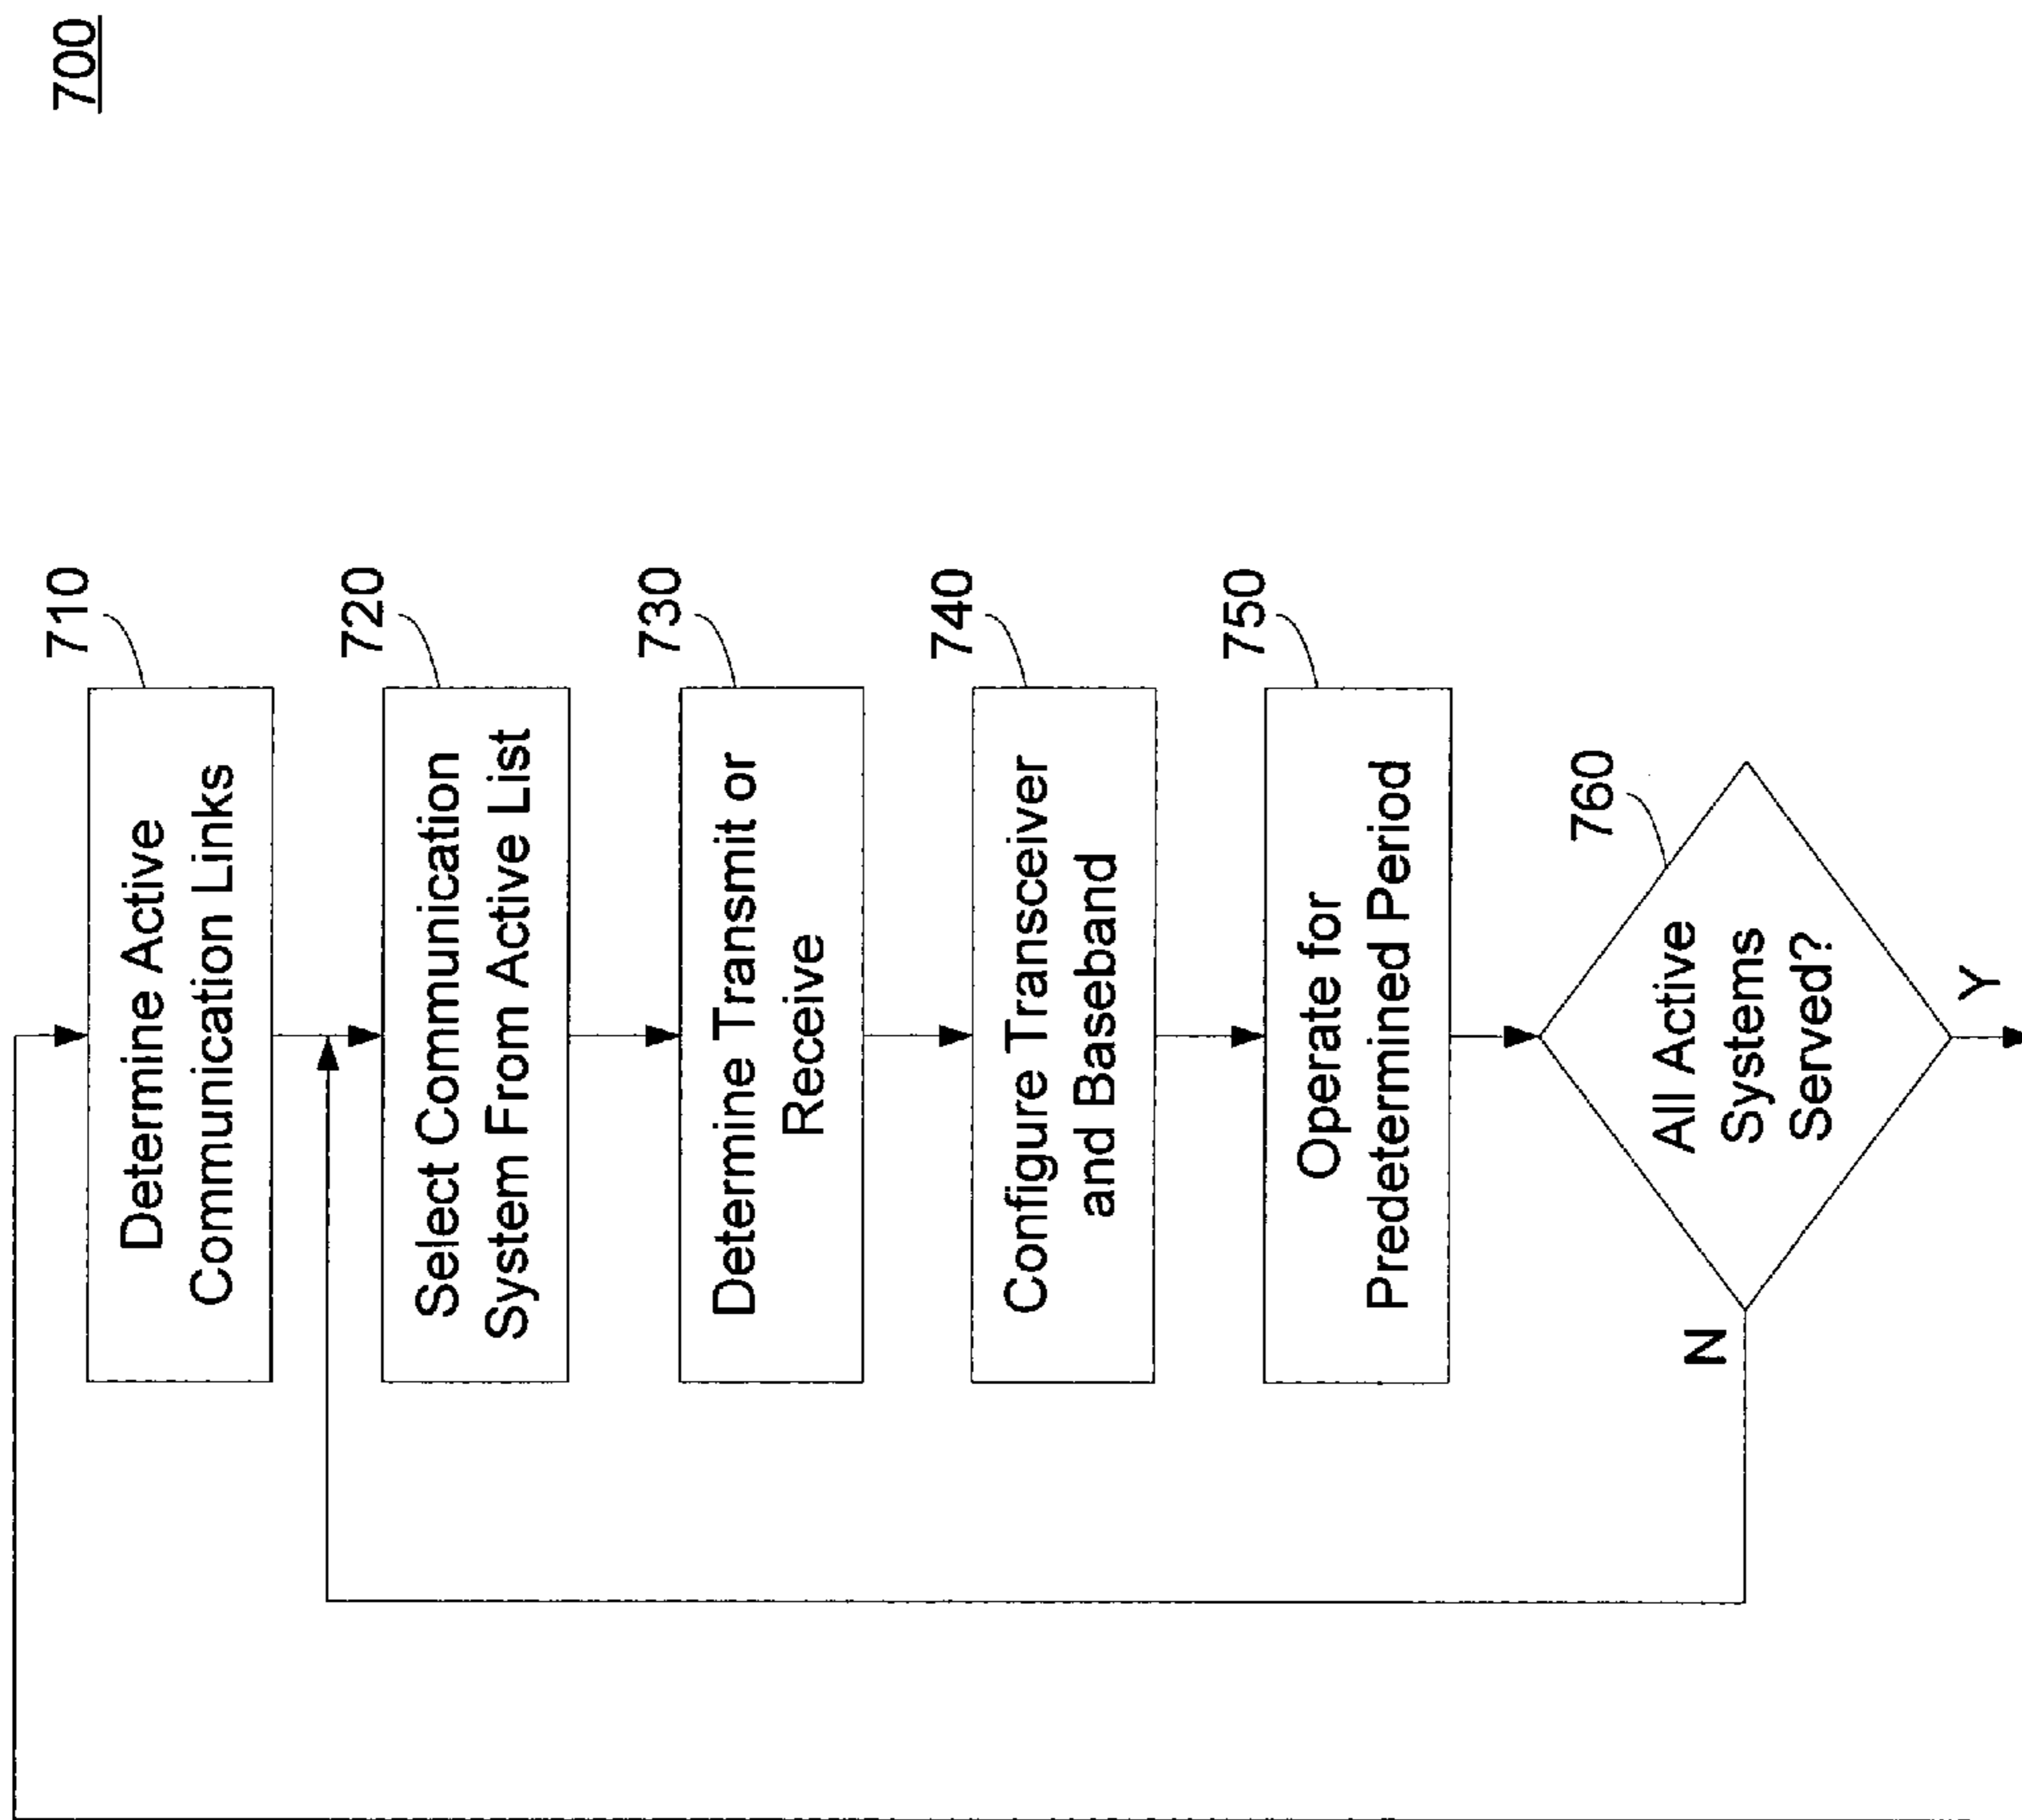 700
710
Determine Active
Communication Links
720
Select Communication
System From Active List
730
Determine Transmit or
Receive
740
Configure Transceiver
and Baseband
750
Operate for
Predetermined Period
760
All Active
Systems
Served?
N
Y